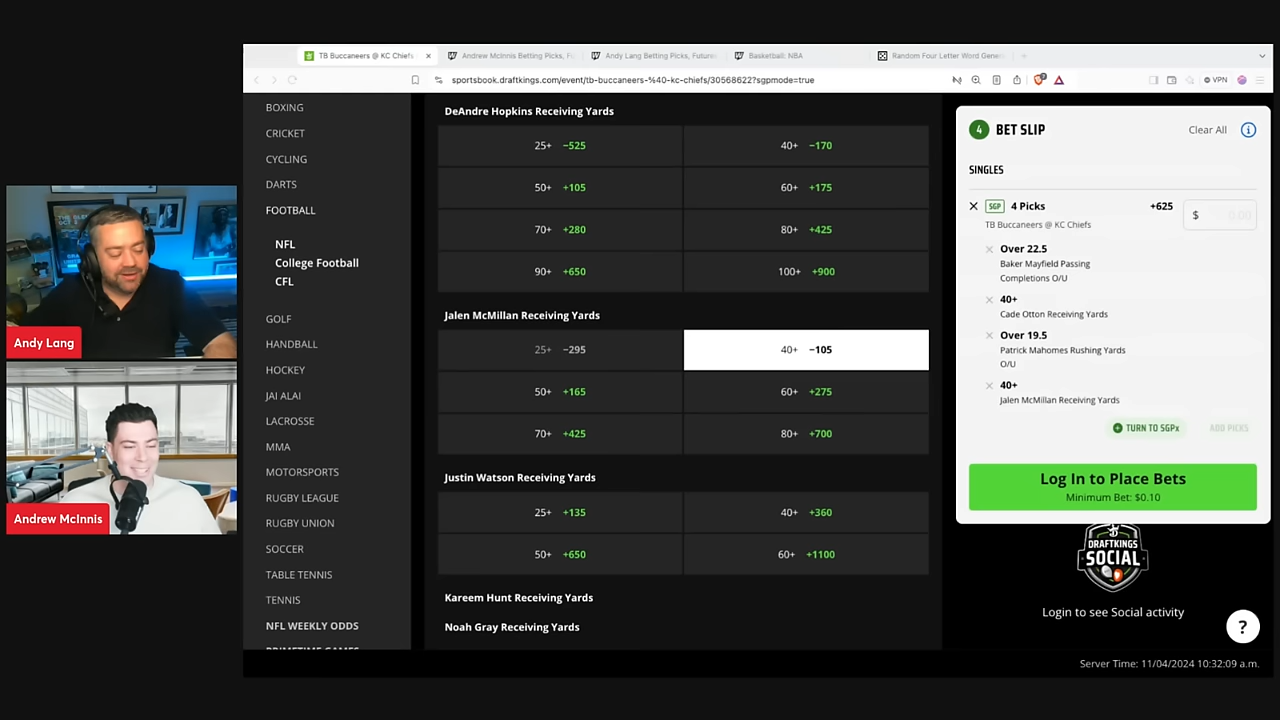 TB Buccaneers @ KC Chiefs
Andrew McInnis Betting Picks, F
Andy Lang Betting Picks, Future
Basketball: NBA
Random Four Letter Word Gene
sportsbook.draftkings.com/event/tb-buccaneers-%40-kc-chiefs/30568622?sgpmode=true
VPN
BOXING
CRICKET
CYCLING
DARTS
FOOTBALL
NFL
College Football
CFL
GOLF
HANDBALL
HOCKEY
JAI ALAI
LACROSSE
MMA
MOTORSPORTS
RUGBY LEAGUE
RUGBY UNION
SOCCER
TABLE TENNIS
TENNIS
NFL WEEKLY ODDS
PRIMETIME GAMES
DeAndre Hopkins Receiving Yards
25+ −525 40+ −170
50+ +105 60+ +175
70+ +280 80+ +425
90+ +650 100+ +900
Jalen McMillan Receiving Yards
25+ −295 40+ −105
50+ +165 60+ +275
70+ +425 80+ +700
Justin Watson Receiving Yards
25+ +135 40+ +360
50+ +650 60+ +1100
Kareem Hunt Receiving Yards
Noah Gray Receiving Yards
4 BET SLIP Clear All
SINGLES
SGP 4 Picks +625
$ 0.00
TB Buccaneers @ KC Chiefs
Over 22.5
Baker Mayfield Passing
Completions O/U
40+
Cade Otton Receiving Yards
Over 19.5
Patrick Mahomes Rushing Yards
O/U
40+
Jalen McMillan Receiving Yards
TURN TO SGPx ADD PICKS
Log In to Place Bets
Minimum Bet: $0.10
DRAFTKINGS
SOCIAL
Login to see Social activity
?
Server Time: 11/04/2024 10:32:09 a.m.
Andy Lang
Andrew McInnis